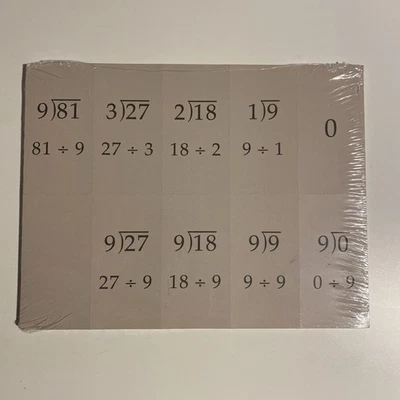 9)81 3)27 2)18 1)9 0
81 ÷ 9 27 ÷ 3 18 ÷ 2 9 ÷ 1
9)27 9)18 9)9 9)0
27 ÷ 9 18 ÷ 9 9 ÷ 9 0 ÷ 9